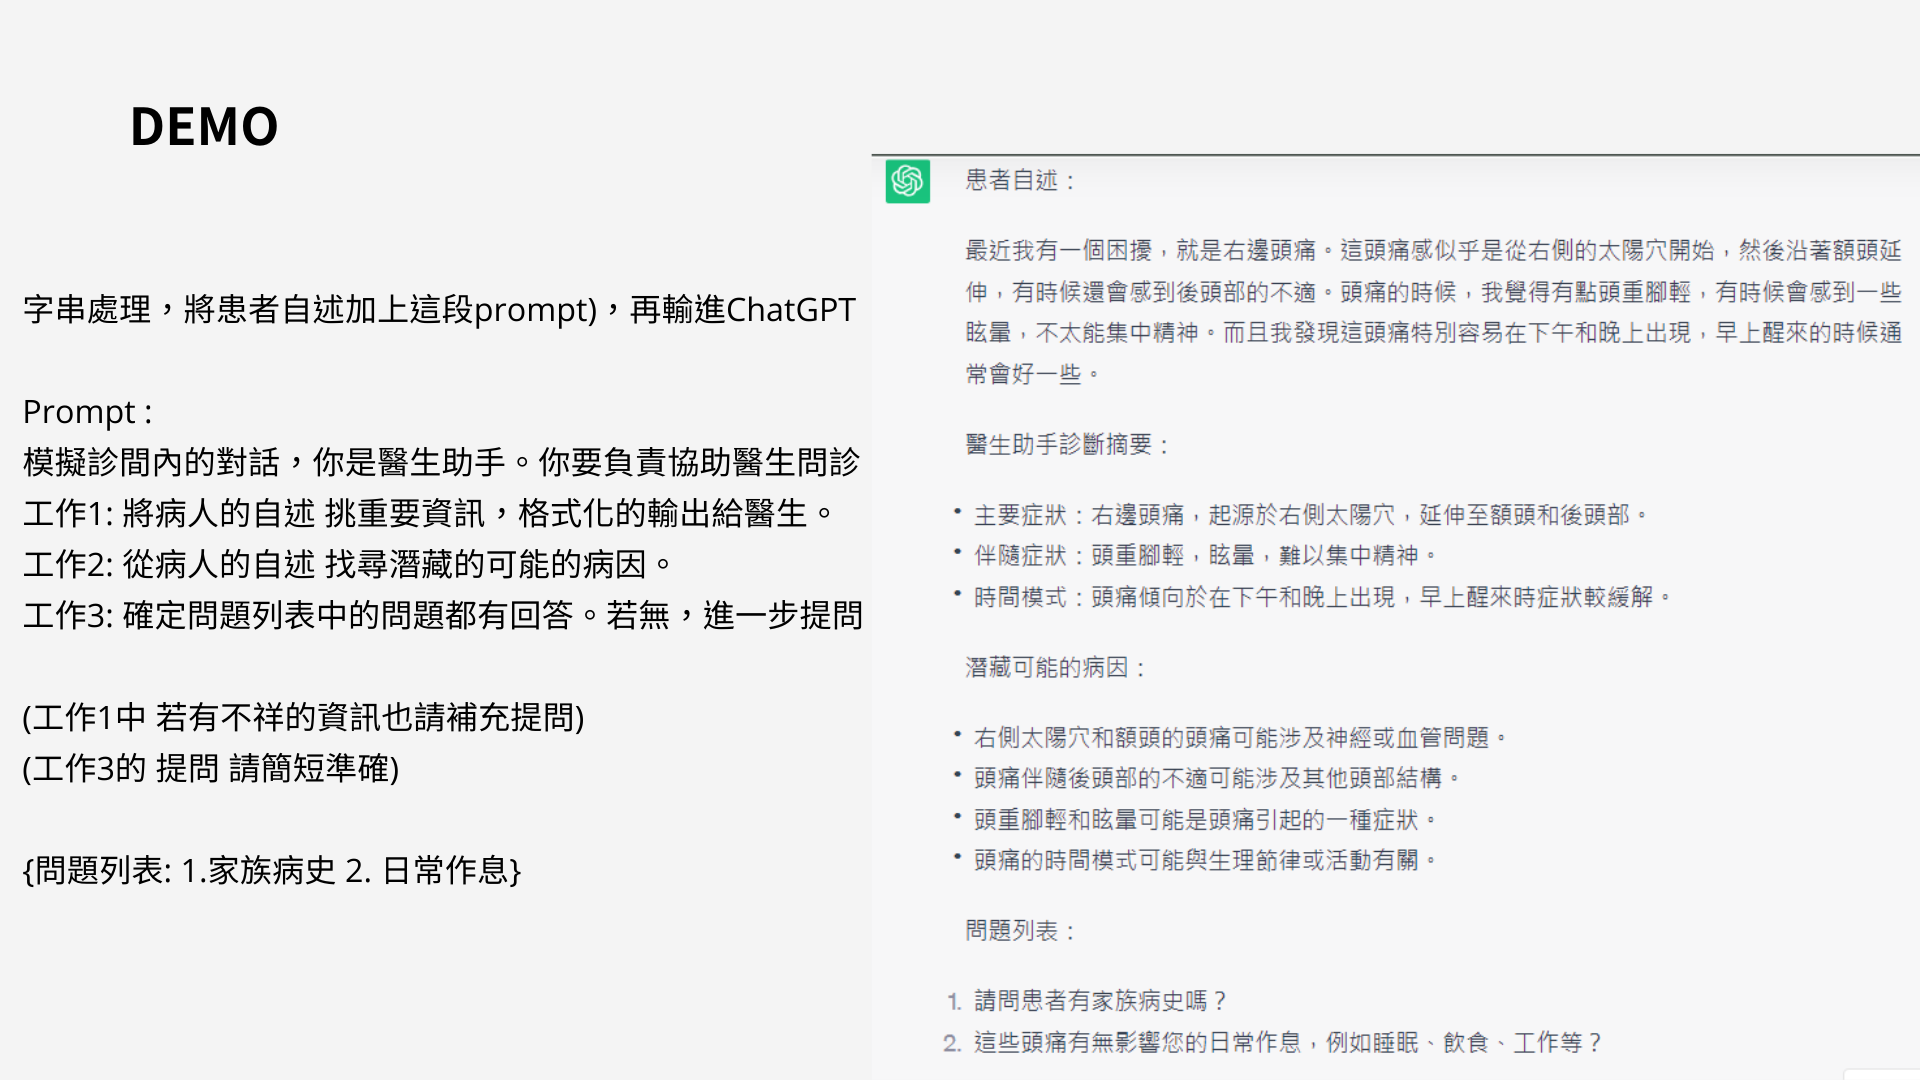 DEMO
字串處理，將患者自述加上這段prompt)，再輸進ChatGPT
Prompt :
模擬診間內的對話，你是醫生助手。你要負責協助醫生問診
工作1: 將病人的自述 挑重要資訊，格式化的輸出給醫生。
工作2: 從病人的自述 找尋潛藏的可能的病因。
工作3: 確定問題列表中的問題都有回答。若無，進一步提問
(工作1中 若有不祥的資訊也請補充提問)
(工作3的 提問 請簡短準確)
{問題列表: 1.家族病史 2. 日常作息}
患者自述：
最近我有一個困擾，就是右邊頭痛。這頭痛感似乎是從右側的太陽穴開始，然後沿著額頭延
伸，有時候還會感到後頭部的不適。頭痛的時候，我覺得有點頭重腳輕，有時候會感到一些
眩暈，不太能集中精神。而且我發現這頭痛特別容易在下午和晚上出現，早上醒來的時候通
常會好一些。
醫生助手診斷摘要：
• 主要症狀：右邊頭痛，起源於右側太陽穴，延伸至額頭和後頭部。
• 伴隨症狀：頭重腳輕，眩暈，難以集中精神。
• 時間模式：頭痛傾向於在下午和晚上出現，早上醒來時症狀較緩解。
潛藏可能的病因：
• 右側太陽穴和額頭的頭痛可能涉及神經或血管問題。
• 頭痛伴隨後頭部的不適可能涉及其他頭部結構。
• 頭重腳輕和眩暈可能是頭痛引起的一種症狀。
• 頭痛的時間模式可能與生理節律或活動有關。
問題列表：
1. 請問患者有家族病史嗎？
2. 這些頭痛有無影響您的日常作息，例如睡眠、飲食、工作等？